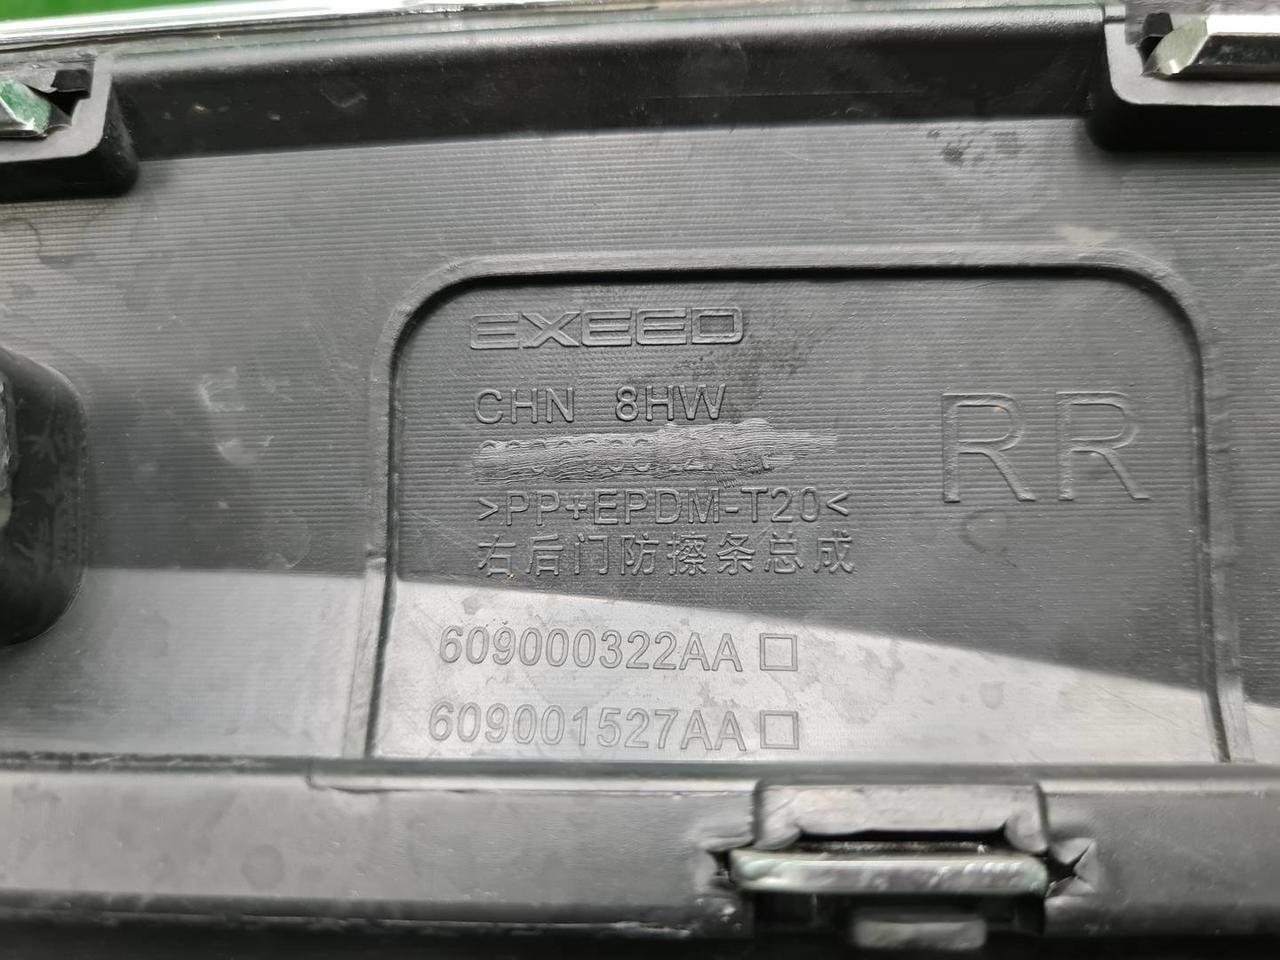 EXEED
CHN 8HW
RR
>PP+EPDM-T20<
右后门防擦条总成
609000322AA□
609001527AA□